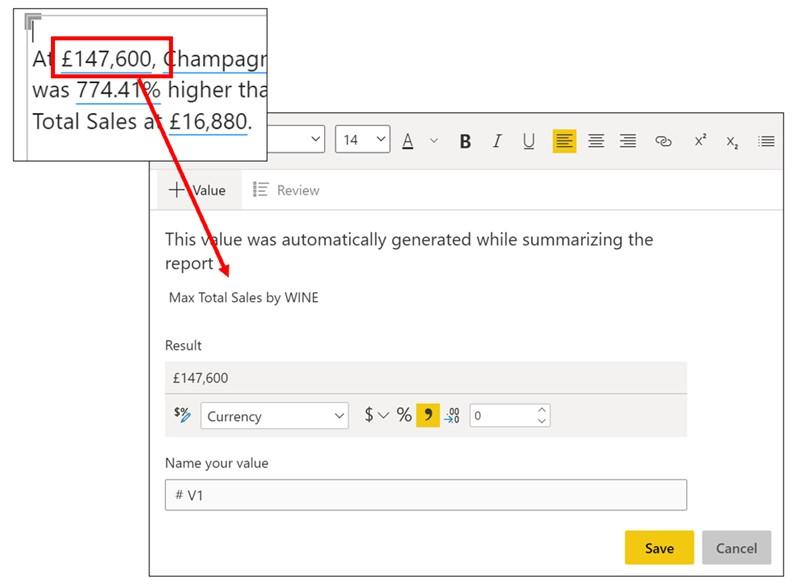 At £147,600, Champagn
was 774.41% higher tha
Total Sales at £16,880.
14 A B I U x² x₂
+ Value Review
This value was automatically generated while summarizing the
report
Max Total Sales by WINE
Result
£147,600
$% Currency $ % , .00 →0 0
Name your value
# V1
Save Cancel